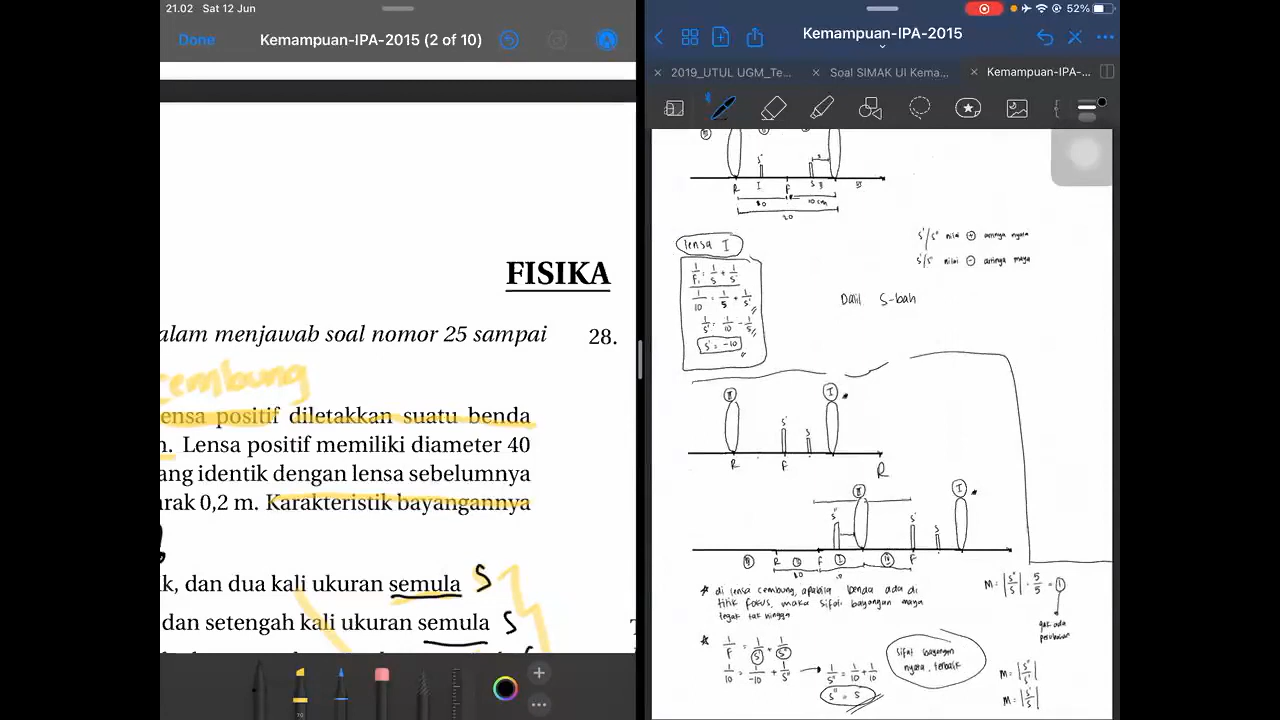 21.02 Sat 12 Jun
Done
Kemampuan-IPA-2015 (2 of 10)
FISIKA
alam menjawab soal nomor 25 sampai
28.
cembung
ensa positif diletakkan suatu benda
n. Lensa positif memiliki diameter 40
ang identik dengan lensa sebelumnya
arak 0,2 m. Karakteristik bayangannya
k, dan dua kali ukuran semula S
dan setengah kali ukuran semula S
52%
Kemampuan-IPA-2015
2019_UTUL UGM_Te...
Soal SIMAK UI Kema...
Kemampuan-IPA-...
S' S
R I F S II III
10 cm
20
S'/S" nilai + artinya nyata
S'/S" nilai - artinya maya
lensa I
1/F₁ = 1/S + 1/S'
1/10 = 1/5 + 1/S'
1/S' = 1/10 - 1/5
S' = -10
Dalil S-bah
II I
S' S
R F R
II I
S" S' S
R F F
M = |S"/S| = 5/5 = 1
gak ada perubahan
* di lensa cembung, apabila benda ada di
titik fokus, maka sifat bayangan maya
tegak tak hingga
* 1/F = 1/S' + 1/S"
1/10 = 1/-10 + 1/S" → 1/S" = 1/10 + 1/10
S" = 5
sifat bayangan
nyata, terbalik
M = |S"/S'|
M = |S'/S|